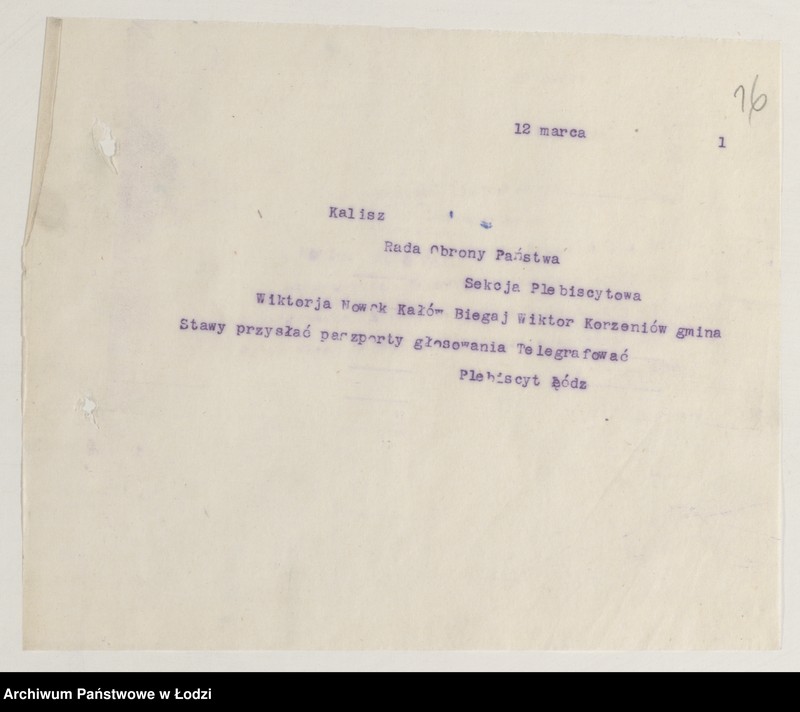 76
12 marca 1
Kalisz
Rada Obrony Państwa
Sekcja Plebiscytowa
Wiktorja Nowak Kałów Biegaj Wiktor Korzeniów gmina
Stawy przysłać paszporty głosowania Telegrafować
Plebiscyt Łódz
Archiwum Państwowe w Łodzi